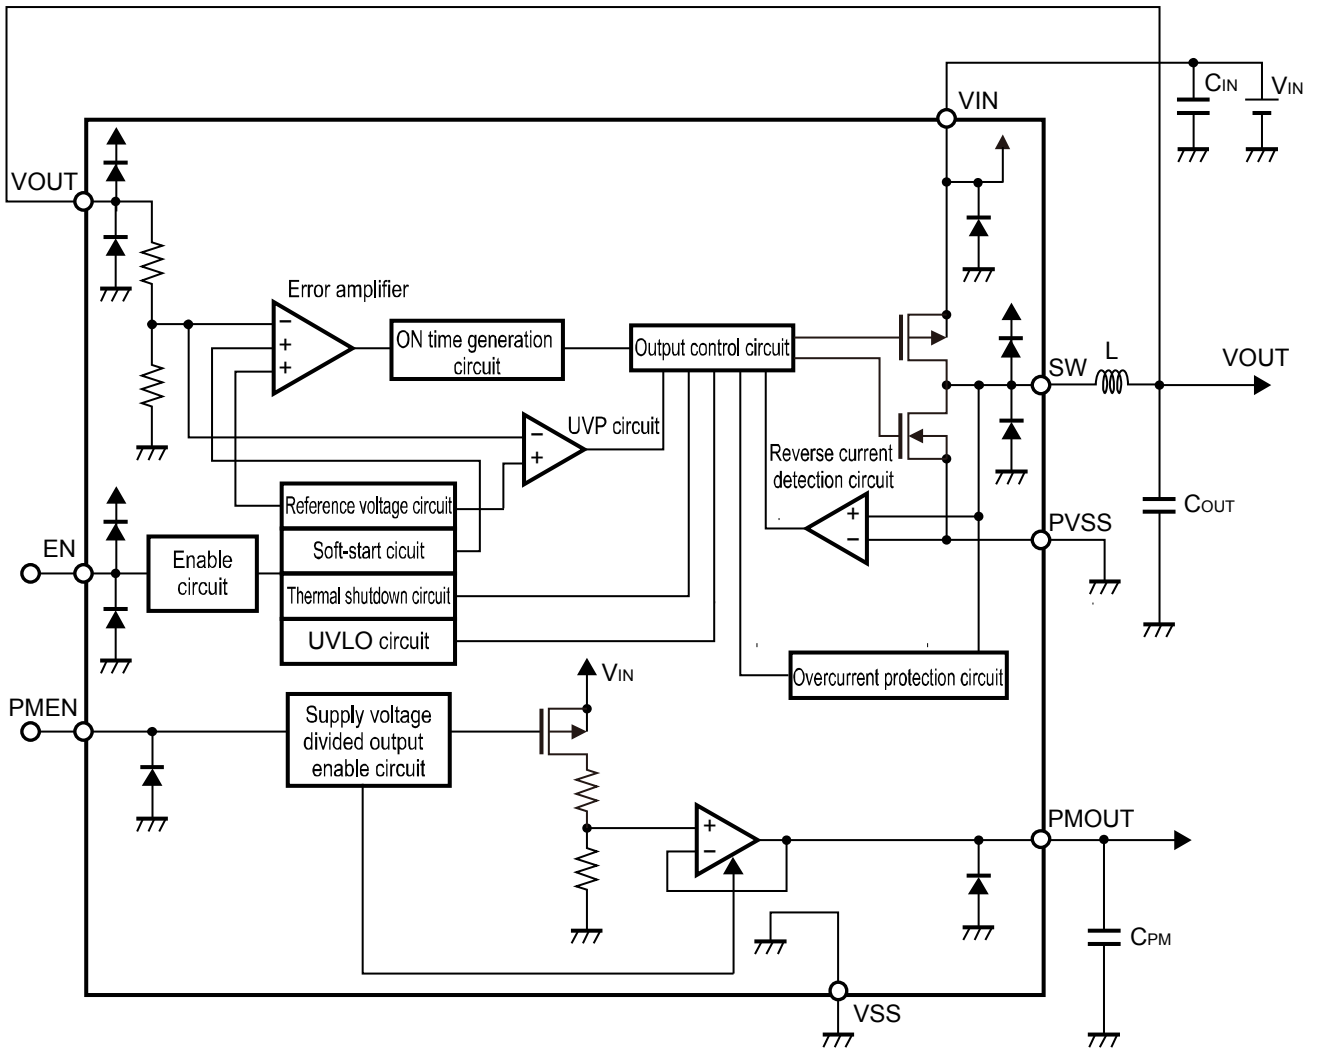 CIN
VIN
VIN
VOUT
Error amplifier
−
+
+
ON time generation
circuit
Output control circuit
SW
L
VOUT
UVP circuit
−
+
Reverse current
detection circuit
+
−
Reference voltage circuit
Soft-start cicuit
Thermal shutdown circuit
UVLO circuit
EN
Enable
circuit
PVSS
COUT
Overcurrent protection circuit
VIN
PMEN
Supply voltage
divided output
enable circuit
+
−
PMOUT
CPM
VSS